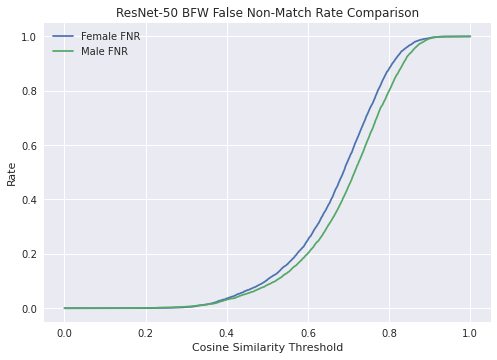 ResNet-50 BFW False Non-Match Rate Comparison
Female FNR
Male FNR
Rate
1.0
0.8
0.6
0.4
0.2
0.0
0.0 0.2 0.4 0.6 0.8 1.0
Cosine Similarity Threshold